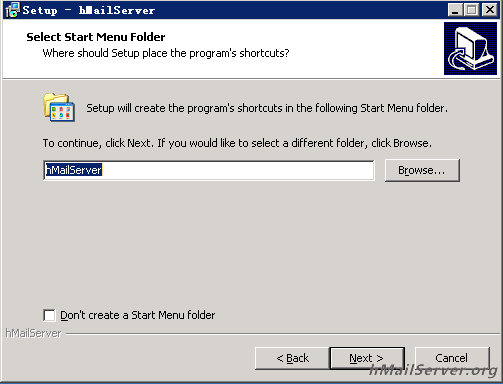 Setup - hMailServer
Select Start Menu Folder
Where should Setup place the program's shortcuts?
Setup will create the program's shortcuts in the following Start Menu folder.
To continue, click Next. If you would like to select a different folder, click Browse.
hMailServer
Browse...
Don't create a Start Menu folder
hMailServer
< Back
Next >
Cancel
hMailServer.org